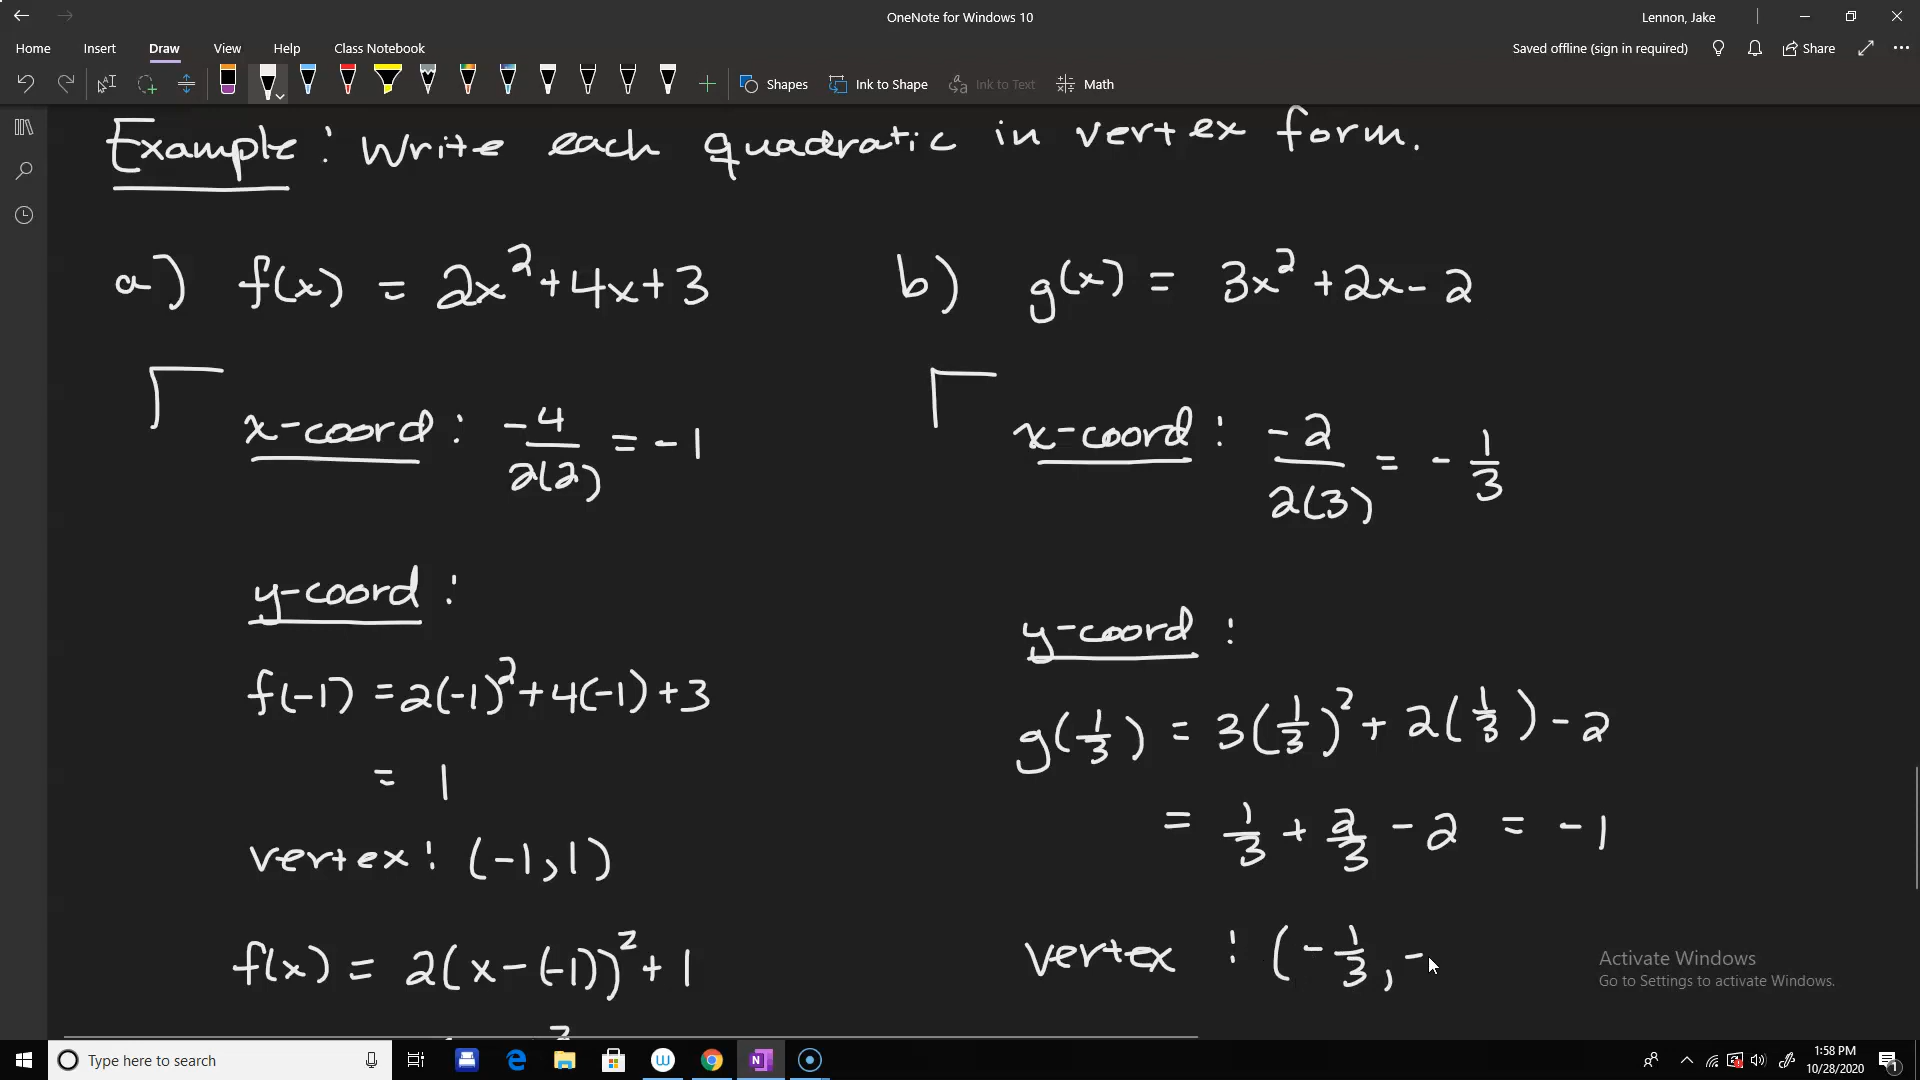 OneNote for Windows 10
Lennon, Jake
Home Insert Draw View Help Class Notebook
Saved offline (sign in required) Share
Shapes Ink to Shape Ink to Text Math
Example: Write each quadratic in vertex form.
a) f(x) = 2x²+4x+3
x-coord: -4/2(2) = -1
y-coord:
f(-1) = 2(-1)²+4(-1)+3
= 1
vertex: (-1,1)
f(x) = 2(x-(-1))²+1
b) g(x) = 3x²+2x-2
x-coord: -2/2(3) = -1/3
y-coord:
g(1/3) = 3(1/3)²+2(1/3)-2
= 1/3+2/3-2 = -1
vertex: (-1/3,-
Activate Windows
Go to Settings to activate Windows.
Type here to search
1:58 PM
10/28/2020